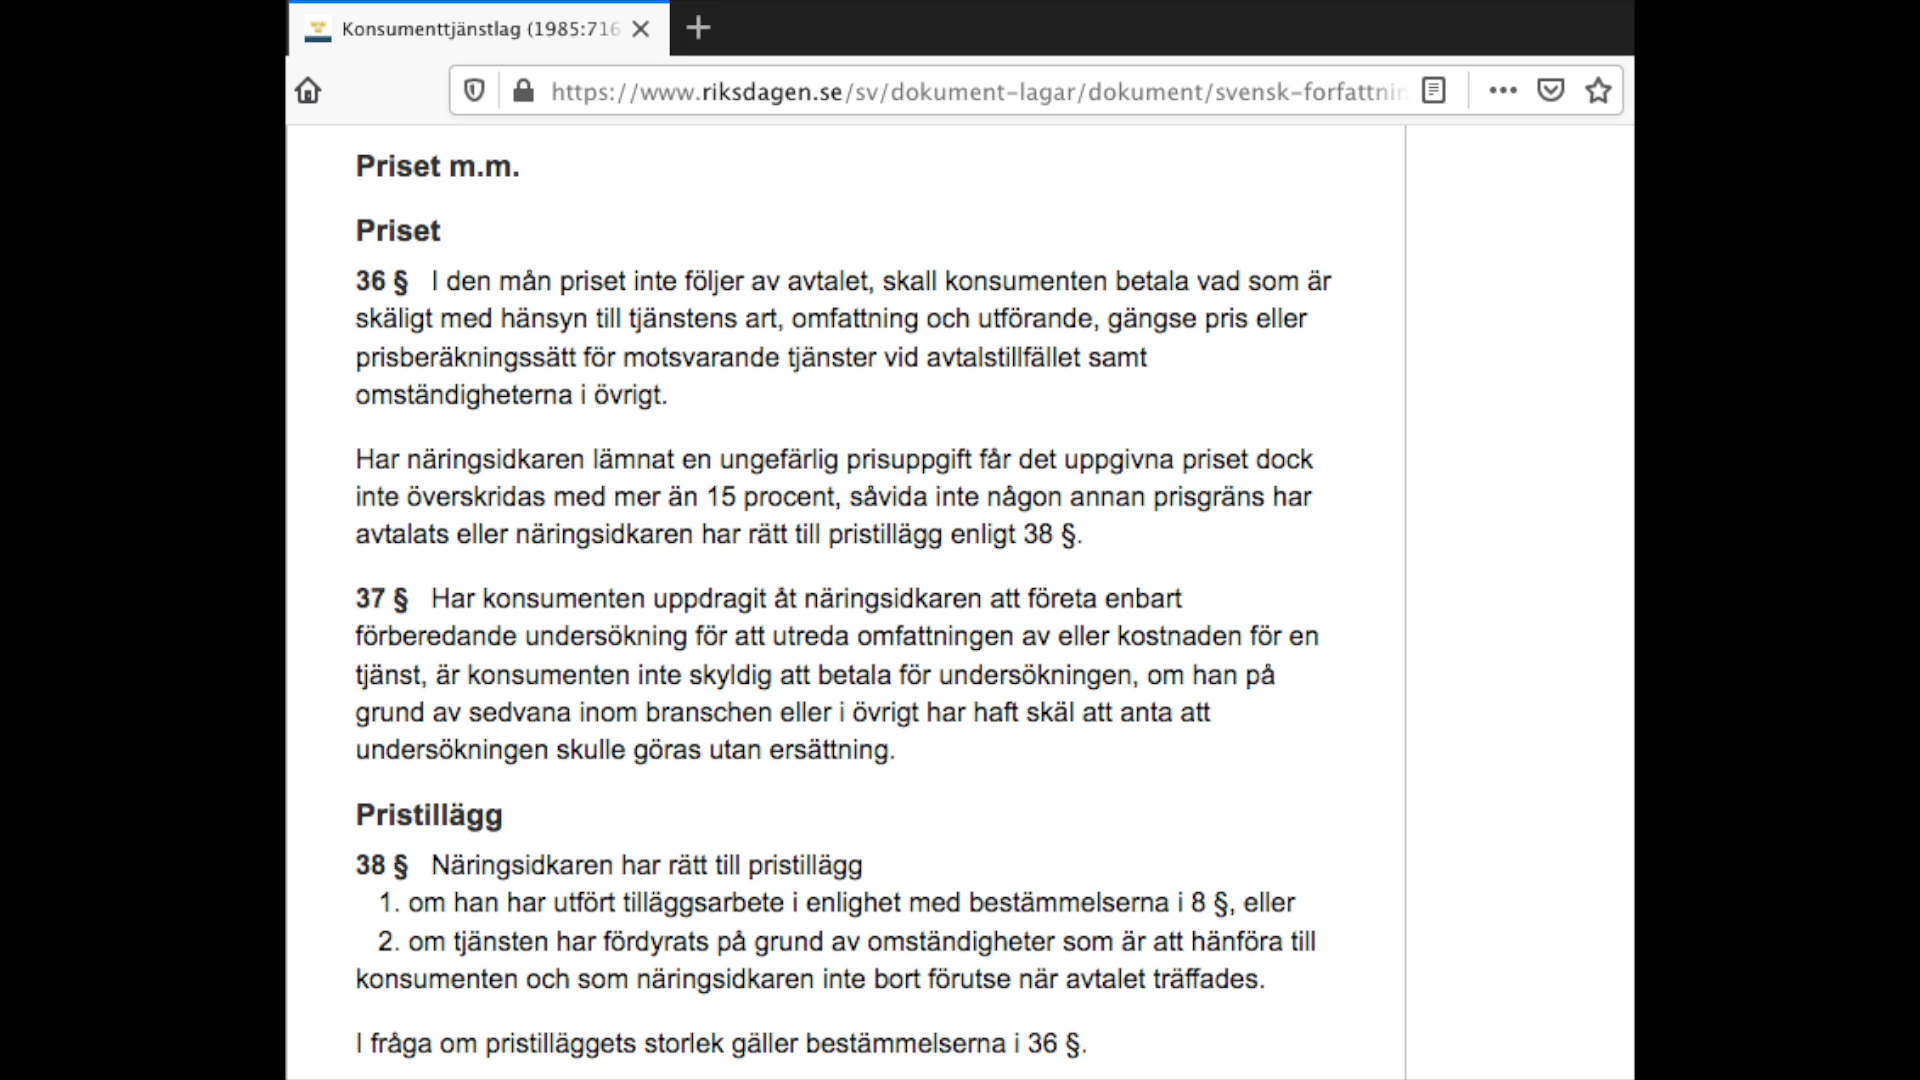 Konsumenttjänstlag (1985:716
https://www.riksdagen.se/sv/dokument-lagar/dokument/svensk-forfattnin
Priset m.m.
Priset
36 § I den mån priset inte följer av avtalet, skall konsumenten betala vad som är
skäligt med hänsyn till tjänstens art, omfattning och utförande, gängse pris eller
prisberäkningssätt för motsvarande tjänster vid avtalstillfället samt
omständigheterna i övrigt.
Har näringsidkaren lämnat en ungefärlig prisuppgift får det uppgivna priset dock
inte överskridas med mer än 15 procent, såvida inte någon annan prisgräns har
avtalats eller näringsidkaren har rätt till pristillägg enligt 38 §.
37 § Har konsumenten uppdragit åt näringsidkaren att företa enbart
förberedande undersökning för att utreda omfattningen av eller kostnaden för en
tjänst, är konsumenten inte skyldig att betala för undersökningen, om han på
grund av sedvana inom branschen eller i övrigt har haft skäl att anta att
undersökningen skulle göras utan ersättning.
Pristillägg
38 § Näringsidkaren har rätt till pristillägg
1. om han har utfört tilläggsarbete i enlighet med bestämmelserna i 8 §, eller
2. om tjänsten har fördyrats på grund av omständigheter som är att hänföra till
konsumenten och som näringsidkaren inte bort förutse när avtalet träffades.
I fråga om pristilläggets storlek gäller bestämmelserna i 36 §.